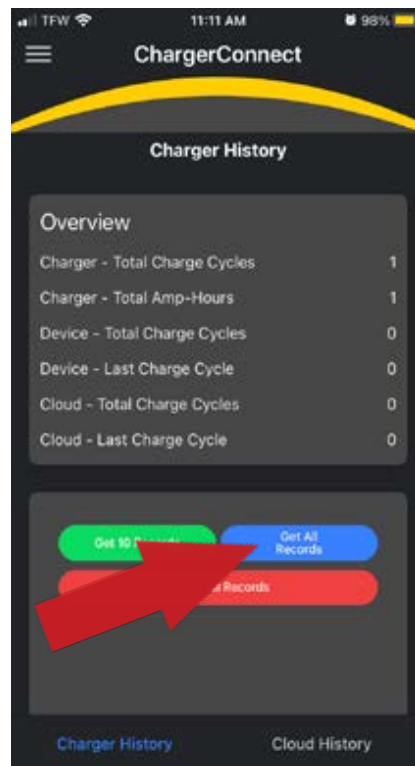 TFW 11:11 AM 98%
ChargerConnect
Charger History
Overview
Charger - Total Charge Cycles 1
Charger - Total Amp-Hours 1
Device - Total Charge Cycles 0
Device - Last Charge Cycle 0
Cloud - Total Charge Cycles 0
Cloud - Last Charge Cycle 0
Get 10
Get All
Records
Records
Charger History Cloud History